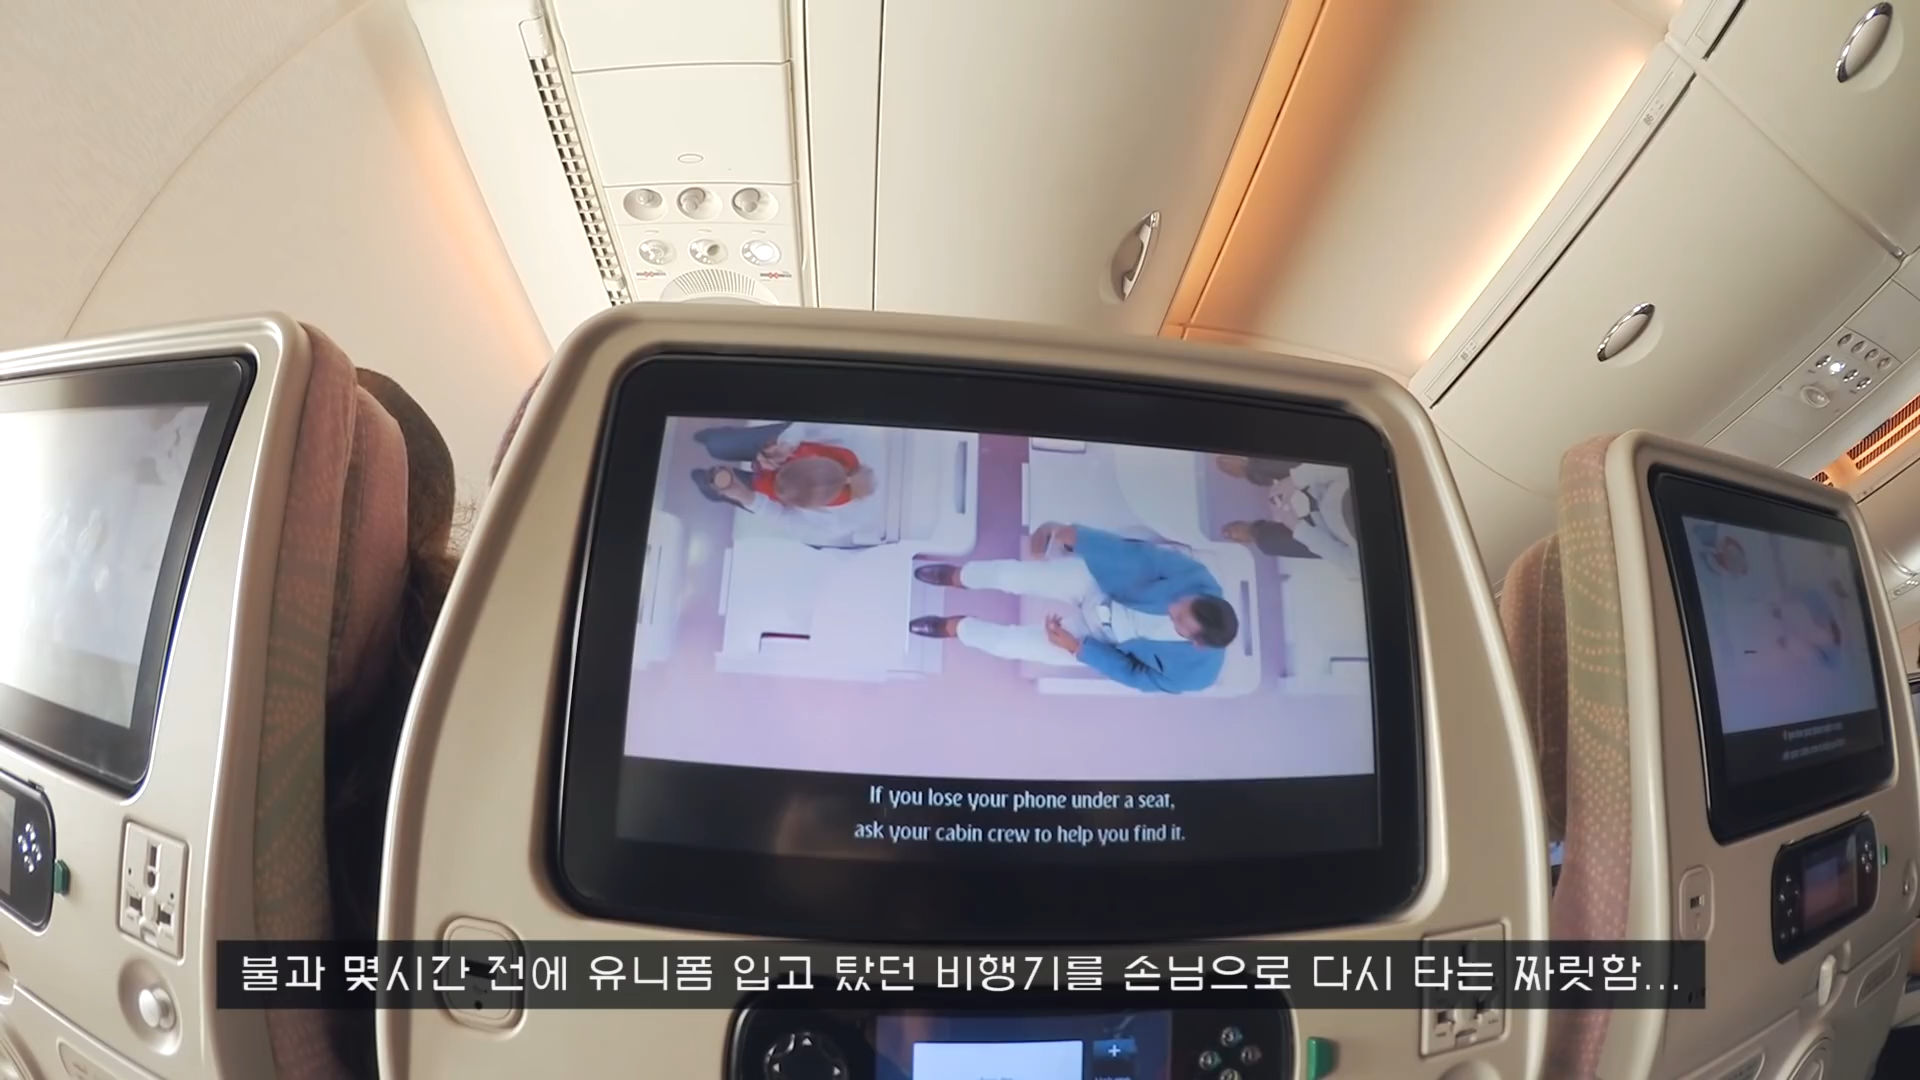 If you lose your phone under a seat,
ask your cabin crew to help you find it.
불과 몇시간 전에 유니폼 입고 탔던 비행기를 손님으로 다시 타는 짜릿함...